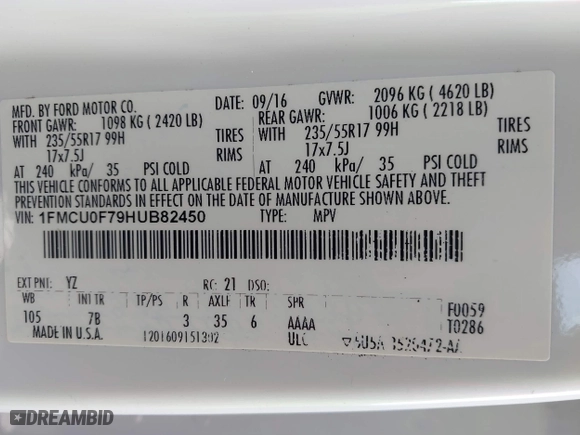 MFD. BY FORD MOTOR CO. DATE: 09/16 GVWR: 2096 KG ( 4620 LB)
FRONT GAWR: 1098 KG ( 2420 LB) REAR GAWR: 1006 KG ( 2218 LB)
WITH 235/55R17 99H TIRES WITH 235/55R17 99H TIRES
17x7.5J RIMS 17x7.5J RIMS
AT 240 kPa/ 35 PSI COLD AT 240 kPa/ 35 PSI COLD
THIS VEHICLE CONFORMS TO ALL APPLICABLE FEDERAL MOTOR VEHICLE SAFETY AND THEFT
PREVENTION STANDARDS IN EFFECT ON THE DATE OF MANUFACTURE SHOWN ABOVE.
VIN: 1FMCU0F79HUB82450 TYPE: MPV
EXT PNT: YZ RC: 21 DSO:
WB INT TR TP/PS R AXLE TR SPR
105 7B 3 35 6 AAAA
F0059
T0286
MADE IN U.S.A. ULC
DREAMBID